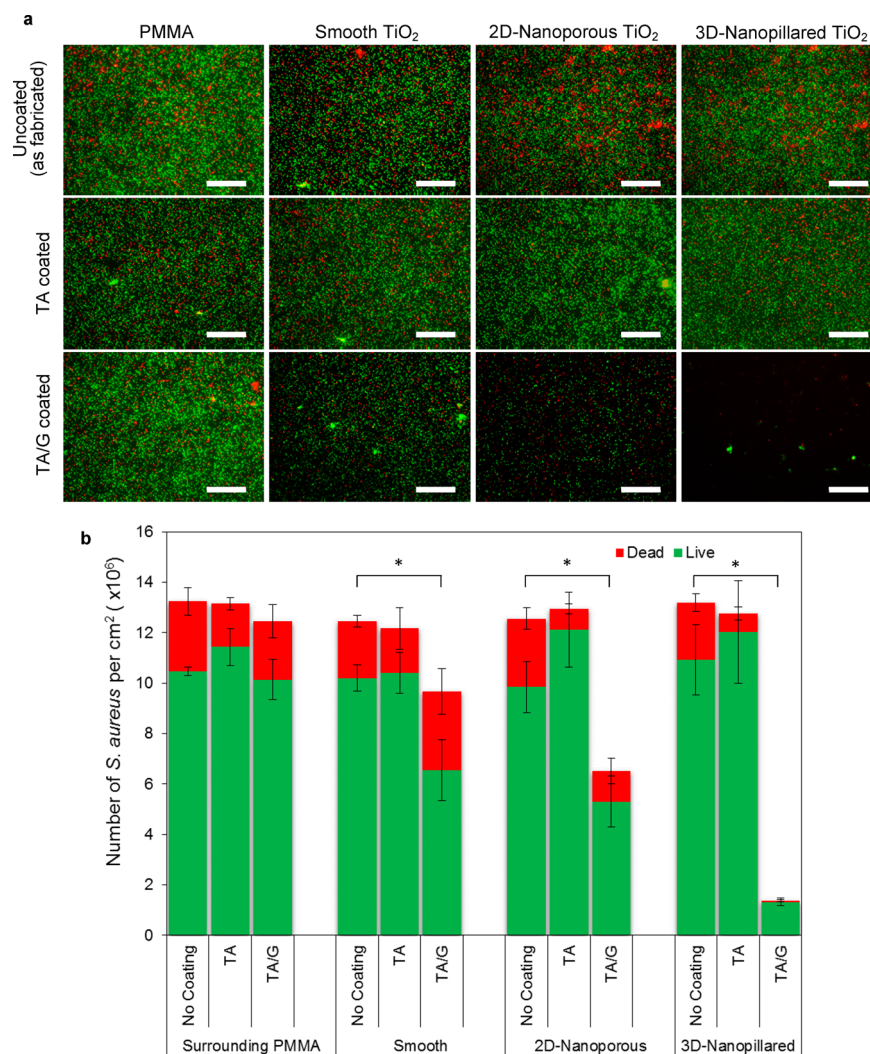 a
PMMA
Smooth TiO₂
2D-Nanoporous TiO₂
3D-Nanopillared TiO₂
Uncoated
(as fabricated)
TA coated
TA/G coated
b
Number of S. aureus per cm² ( x10⁶)
16
14
12
10
8
6
4
2
0
Dead
Live
*
*
*
No Coating
TA
TA/G
No Coating
TA
TA/G
No Coating
TA
TA/G
No Coating
TA
TA/G
Surrounding PMMA
Smooth
2D-Nanoporous
3D-Nanopillared